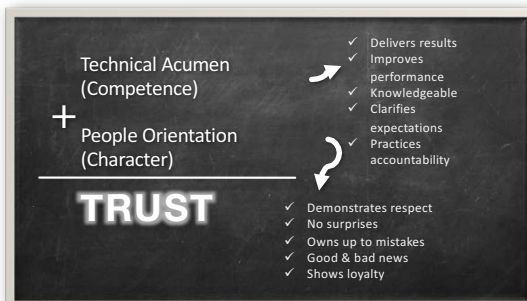 Technical Acumen
(Competence)
+
People Orientation
(Character)
TRUST
✓ Delivers results
✓ Improves
performance
✓ Knowledgeable
✓ Clarifies
expectations
✓ Practices
accountability
✓ Demonstrates respect
✓ No surprises
✓ Owns up to mistakes
✓ Good & bad news
✓ Shows loyalty